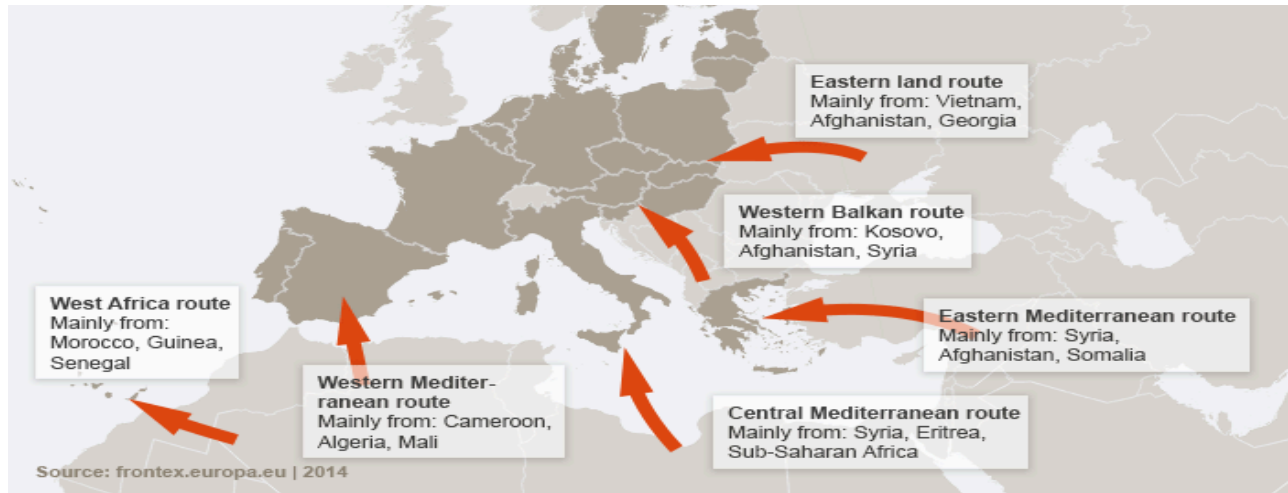 Eastern land route
Mainly from: Vietnam,
Afghanistan, Georgia
Western Balkan route
Mainly from: Kosovo,
Afghanistan, Syria
West Africa route
Mainly from:
Morocco, Guinea,
Senegal
Eastern Mediterranean route
Mainly from: Syria,
Afghanistan, Somalia
Western Mediter-
ranean route
Mainly from: Cameroon,
Algeria, Mali
Central Mediterranean route
Mainly from: Syria, Eritrea,
Sub-Saharan Africa
Source: frontex.europa.eu | 2014